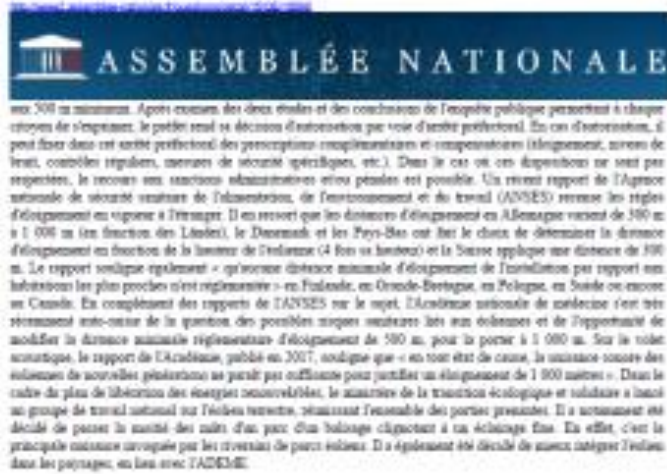 ASSEMBLÉE NATIONALE
500 m minimum. Après examen des deux études et des conclusions de l'enquête publique permettant à chaque
citoyen de s'exprimer, le préfet rend sa décision d'autorisation par voie d'arrêté préfectoral. En cas d'autorisation, il
peut fixer dans cet arrêté préfectoral des prescriptions complémentaires et compensatoires (éloignement, niveau de
bruit, contrôles réguliers, mesures de sécurité spécifiques, etc.). Dans le cas où ces dispositions ne sont pas
respectées, le recours aux sanctions administratives et/ou pénales est possible. Un récent rapport de l'Agence
nationale de sécurité sanitaire de l'alimentation, de l'environnement et du travail (ANSES) recense les règles
d'éloignement en vigueur à l'étranger. Il en ressort que les distances d'éloignement en Allemagne varient de 300 m
à 1 000 m (en fonction des Länder), le Danemark et les Pays-Bas ont fait le choix de déterminer la distance
d'éloignement en fonction de la hauteur de l'éolienne (4 fois sa hauteur) et la Suisse applique une distance de 300
m. Le rapport souligne également « qu'aucune distance minimale d'éloignement de l'installation par rapport aux
habitations les plus proches n'est réglementée » en Finlande, en Grande-Bretagne, en Pologne, en Suède ou encore
au Canada. En complément des rapports de l'ANSES sur le sujet, l'Académie nationale de médecine s'est très
récemment auto-saisie de la question des possibles risques sanitaires liés aux éoliennes et de l'opportunité de
modifier la distance minimale réglementaire d'éloignement de 500 m, pour la porter à 1 000 m. Sur le volet
acoustique, le rapport de l'Académie, publié en 2017, souligne que « en tout état de cause, la nuisance sonore des
éoliennes de nouvelles générations ne paraît pas suffisante pour justifier un éloignement de 1 000 mètres ». Dans le
cadre du plan de libération des énergies renouvelables, le ministère de la transition écologique et solidaire a lancé
un groupe de travail national sur l'éolien terrestre, réunissant l'ensemble des parties prenantes. Il a notamment été
décidé de passer la moitié des mâts d'un parc d'un balisage clignotant à un éclairage fixe. En effet, c'est la
principale nuisance invoquée par les riverains de parcs éoliens. Il a également été décidé de mieux intégrer l'éolien
dans les paysages, en lien avec l'ADEME.